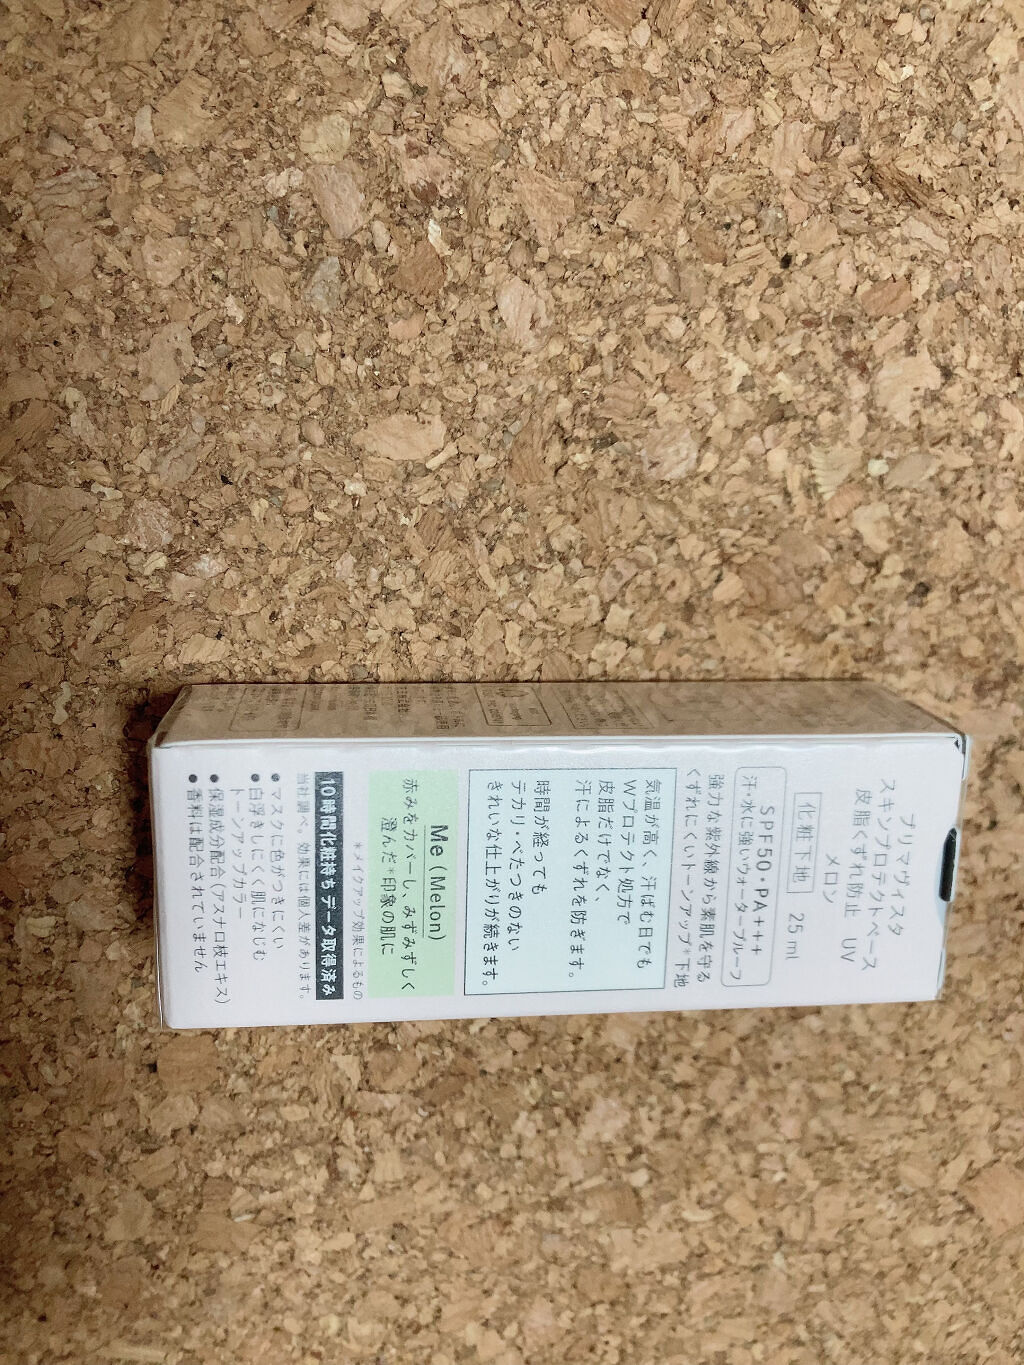 プリマヴィスタ
スキンプロテクトベース
皮脂くずれ防止 UV
メロン
化粧下地 25 ml
SPF50・PA+++
汗・水に強いウォータープルーフ
強力な紫外線から素肌を守る
くずれにくいトーンアップ*下地
気温が高く、汗ばむ日でも
Wプロテクト処方で
皮脂だけでなく、
汗によるくずれを防ぎます。
時間が経っても
テカリ・べたつきのない
きれいな仕上がりが続きます。
Me (Melon)
赤みをカバーし、みずみずしく
澄んだ*印象の肌に
*メイクアップ効果によるもの
10時間化粧持ちデータ取得済み
当社調べ。効果には個人差があります。
●マスクに色がつきにくい
●白浮きしにくく肌になじむ
トーンアップカラー
●保湿成分配合(アスナロ枝エキス)
●香料は配合されていません